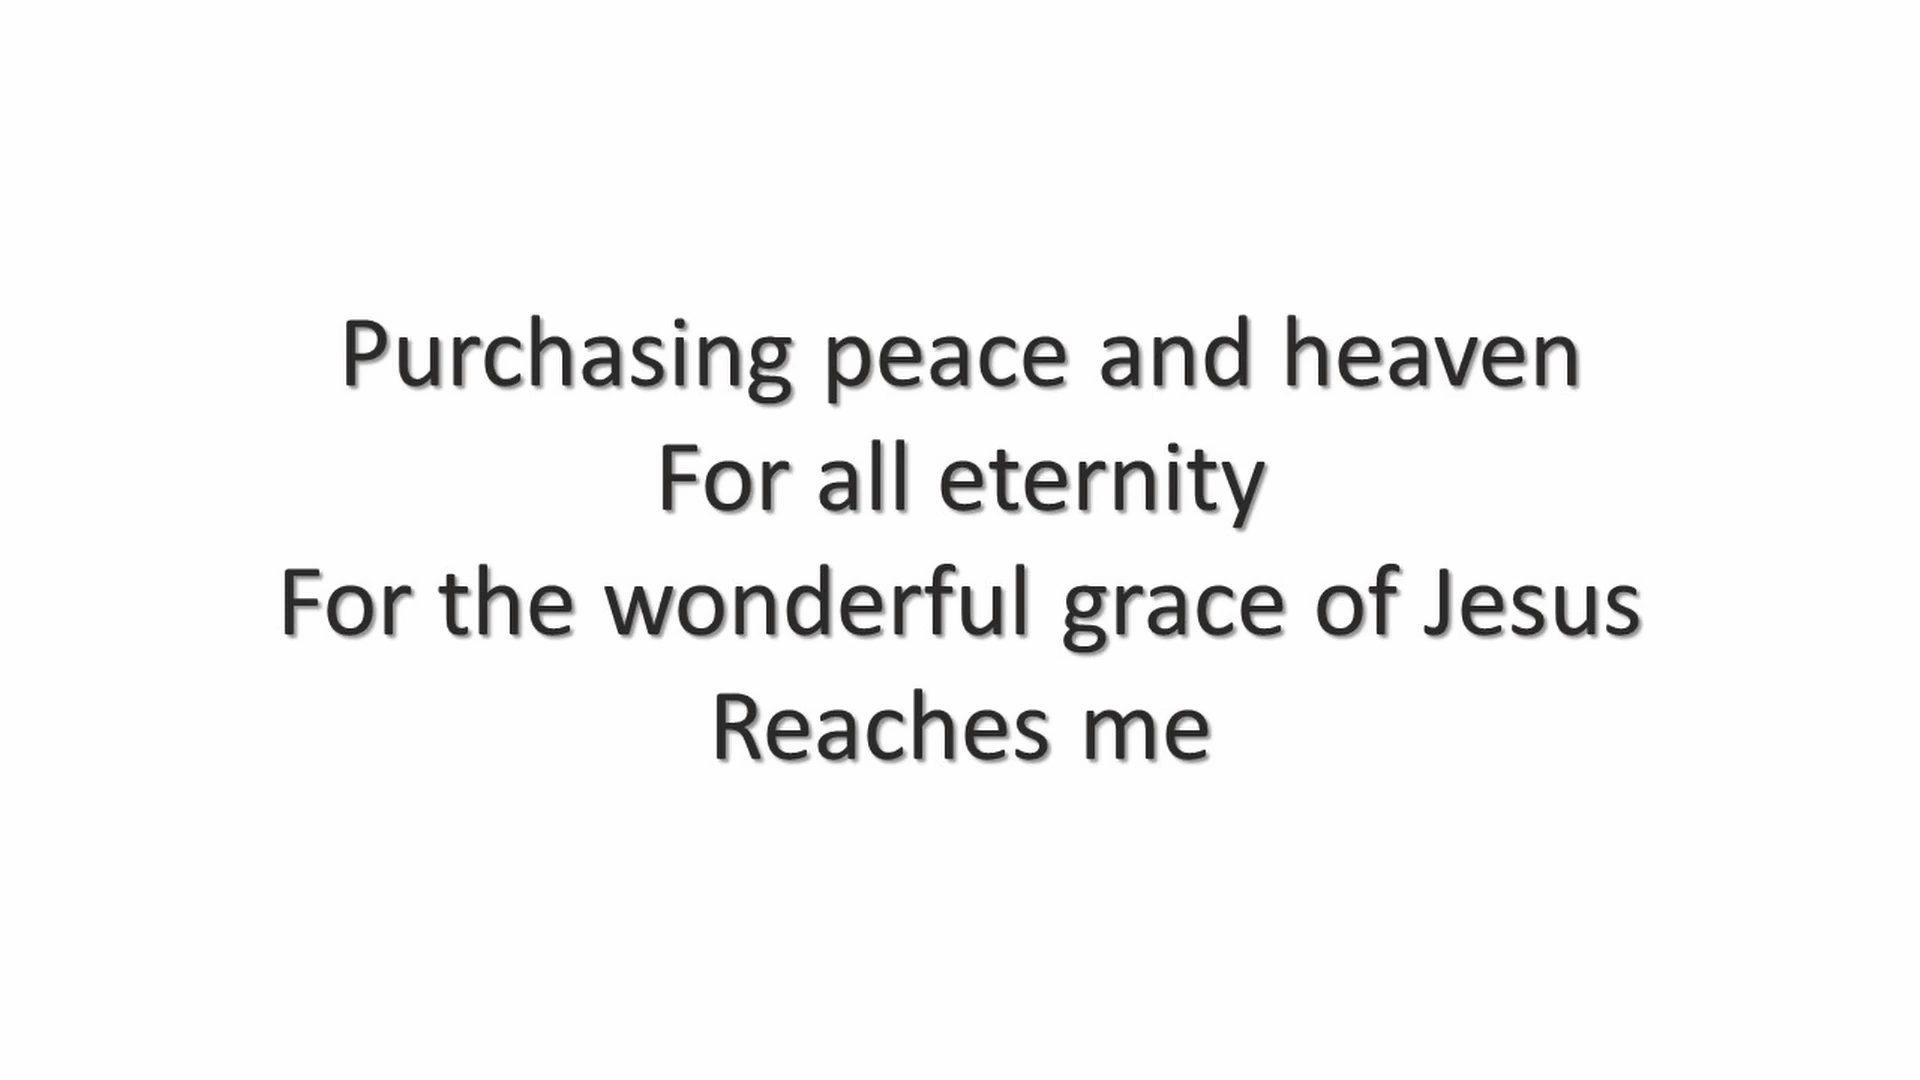 Purchasing peace and heaven
For all eternity
For the wonderful grace of Jesus
Reaches me